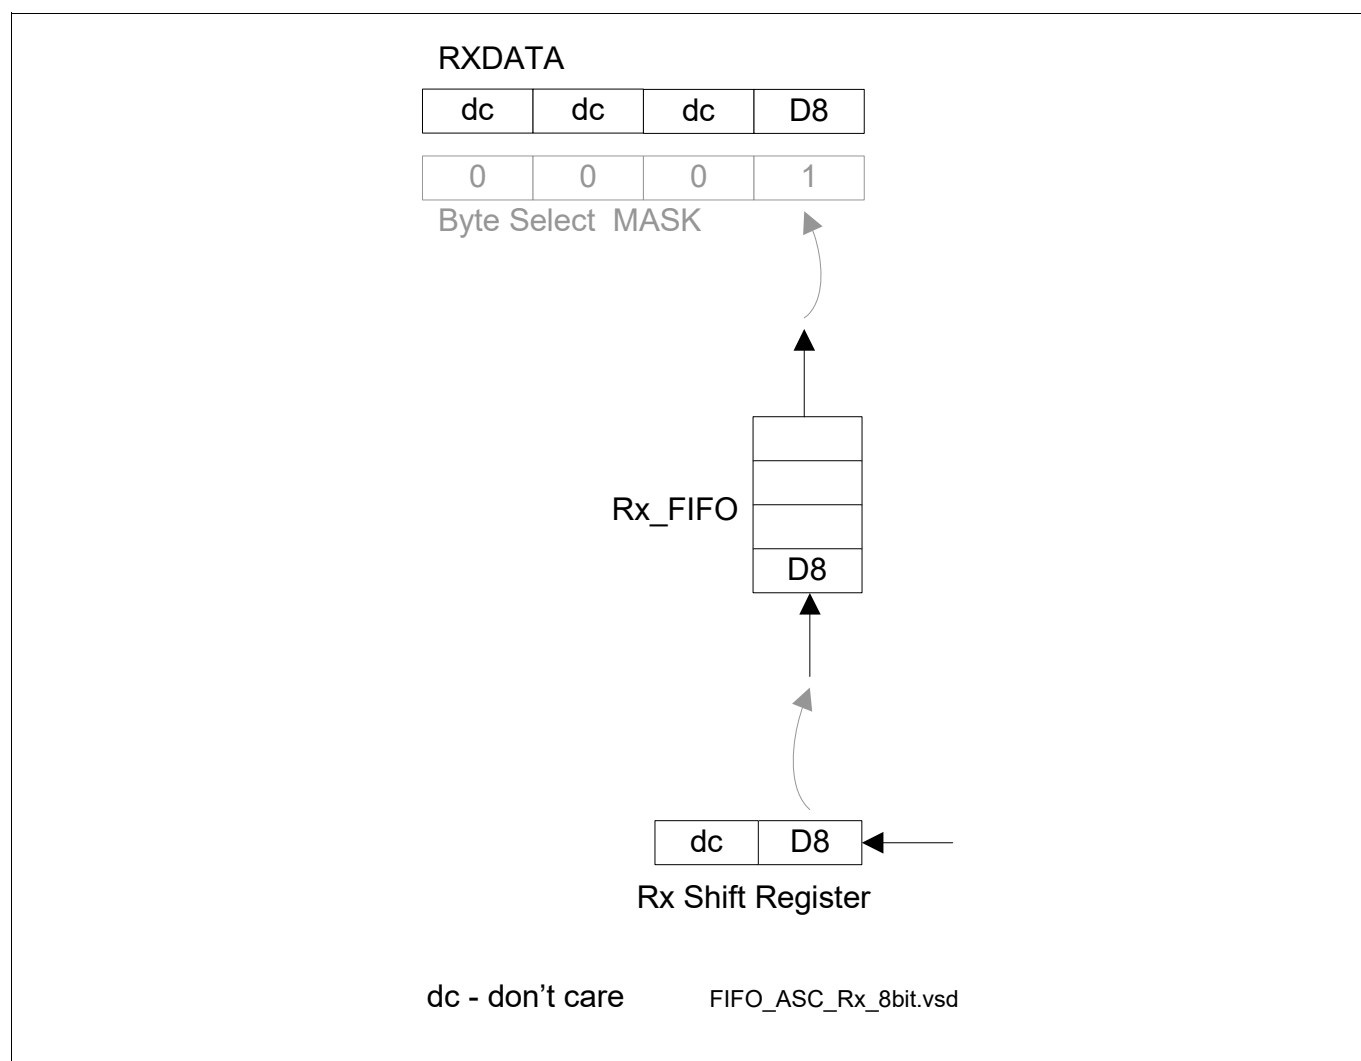 RXDATA
dc dc dc D8
0 0 0 1
Byte Select MASK
Rx_FIFO
D8
dc D8
Rx Shift Register
dc - don't care FIFO_ASC_Rx_8bit.vsd